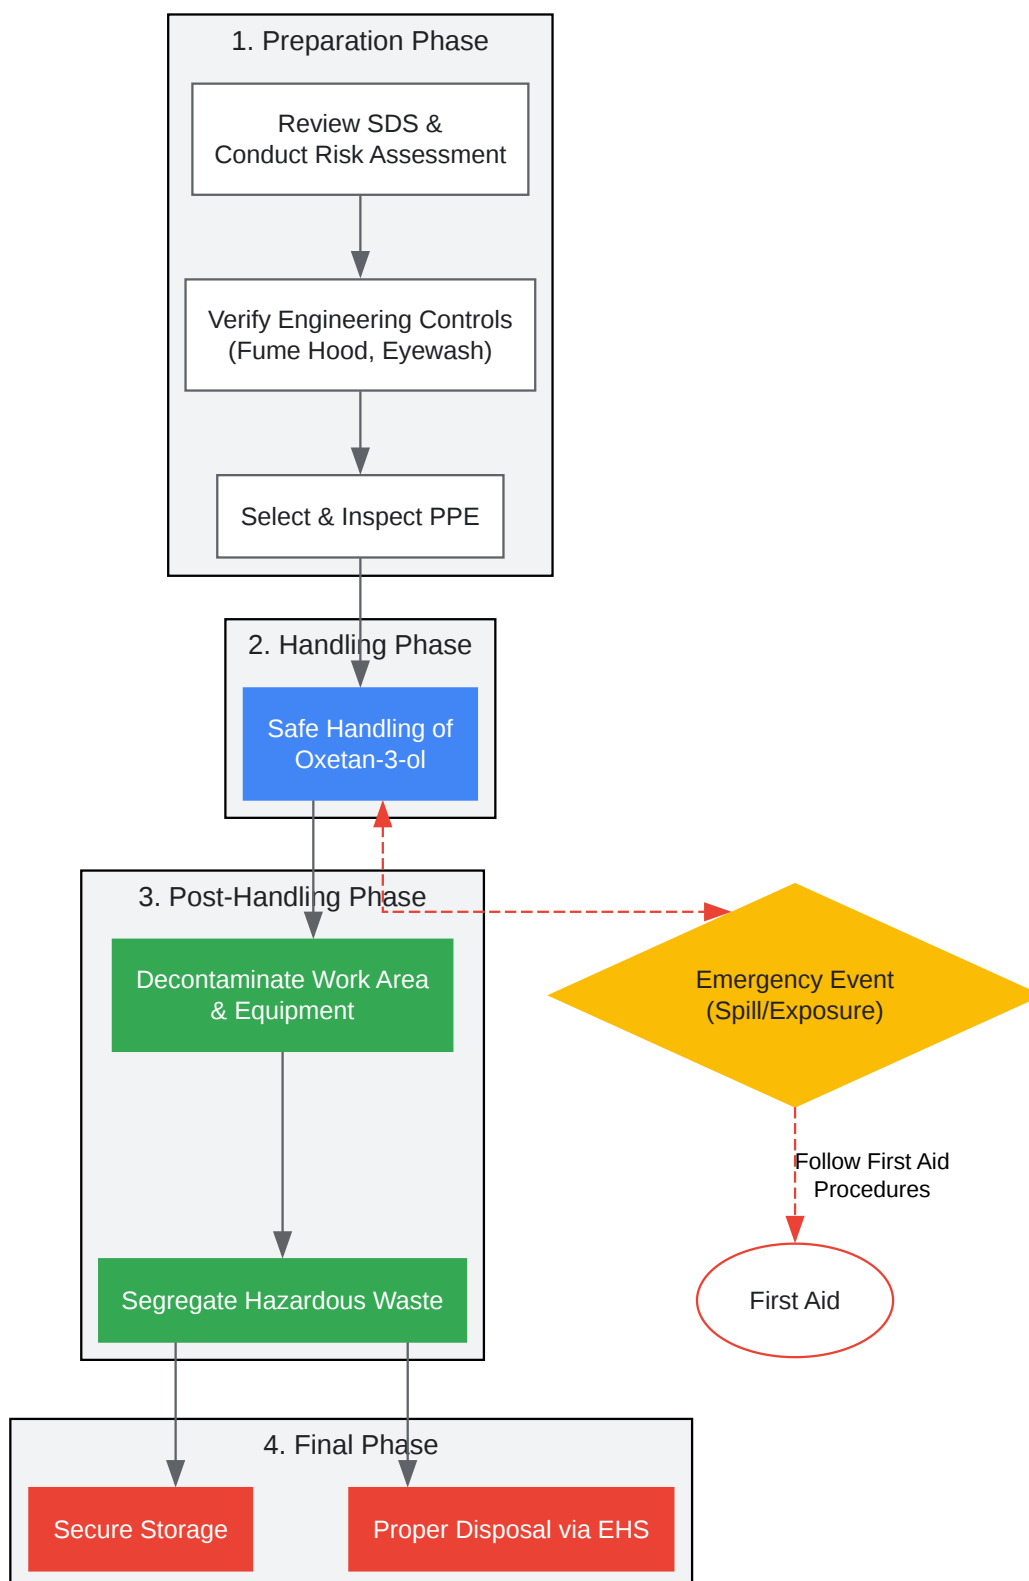 1. Preparation Phase
Review SDS &
Conduct Risk Assessment
Verify Engineering Controls
(Fume Hood, Eyewash)
Select & Inspect PPE
2. Handling Phase
Safe Handling of
Oxetan-3-ol
3. Post-Handling Phase
Decontaminate Work Area
& Equipment
Emergency Event
(Spill/Exposure)
Follow First Aid
Procedures
Segregate Hazardous Waste
First Aid
4. Final Phase
Secure Storage
Proper Disposal via EHS